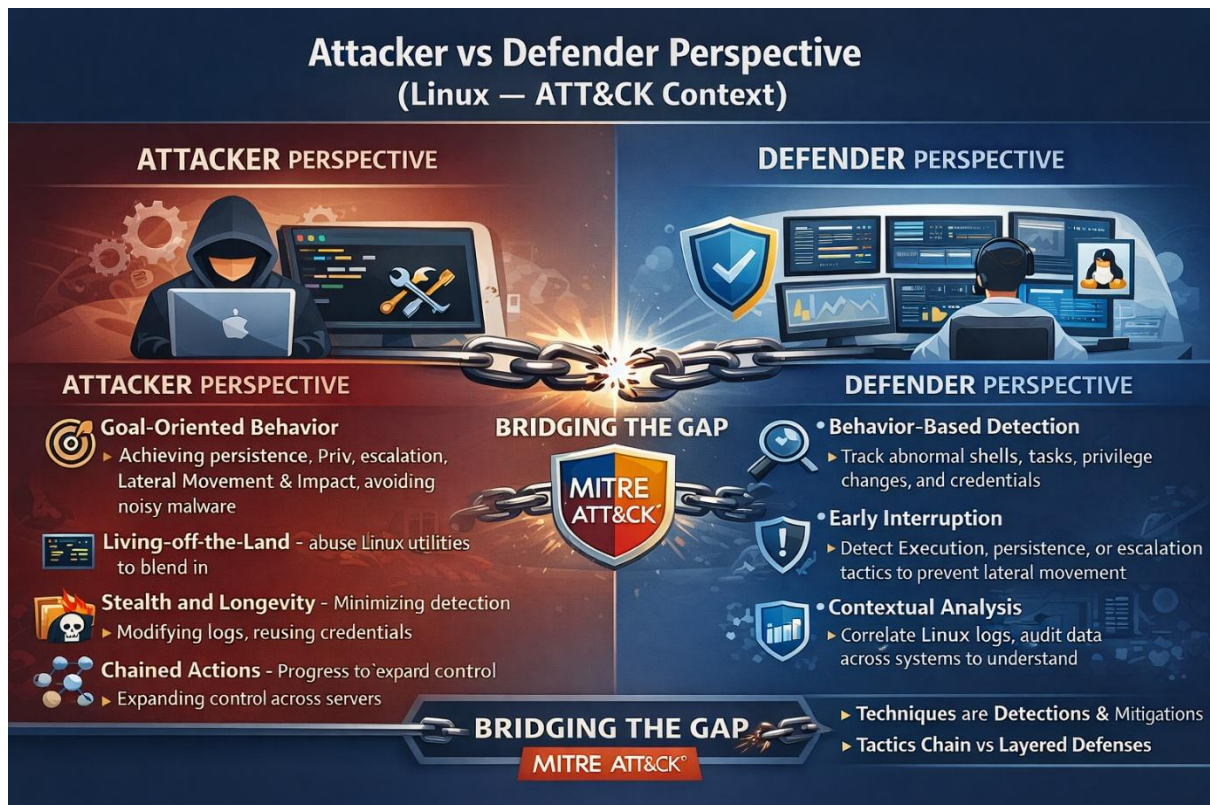 Attacker vs Defender Perspective
(Linux — ATT&CK Context)
ATTACKER PERSPECTIVE
DEFENDER PERSPECTIVE
ATTACKER PERSPECTIVE
Goal-Oriented Behavior
▸ Achieving persistence, Priv, escalation,
Lateral Movement & Impact, avoiding
noisy malware
Living-off-the-Land - abuse Linux utilities
to blend in
Stealth and Longevity - Minimizing detection
▸ Modifying logs, reusing credentials
Chained Actions - Progress to expand control
▸ Expanding control across servers
BRIDGING THE GAP
MITRE
ATT&CK
DEFENDER PERSPECTIVE
• Behavior-Based Detection
▸ Track abnormal shells, tasks, privilege
changes, and credentials
• Early Interruption
▸ Detect Execution, persistence, or escalation
tactics to prevent lateral movement
• Contextual Analysis
▸ Correlate Linux logs, audit data
across systems to understand
BRIDGING THE GAP
MITRE ATT&CK
▸ Techniques are Detections & Mitigations
▸ Tactics Chain vs Layered Defenses